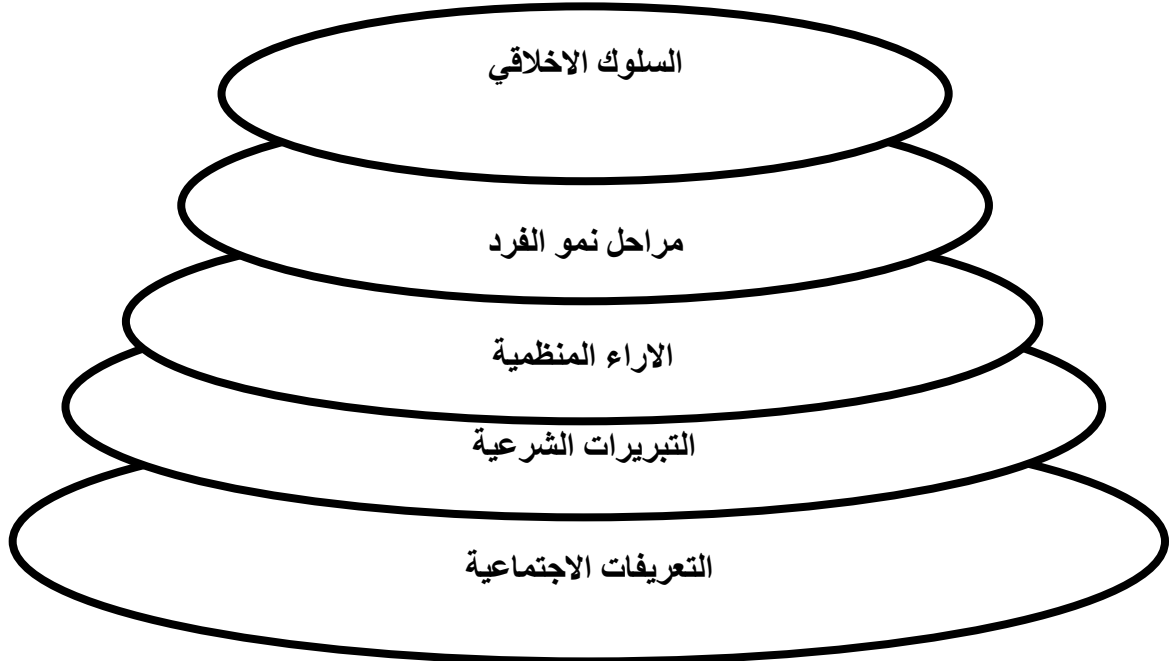 السلوك الاخلاقي
مراحل نمو الفرد
الاراء المنظمية
التبريرات الشرعية
التعريفات الاجتماعية